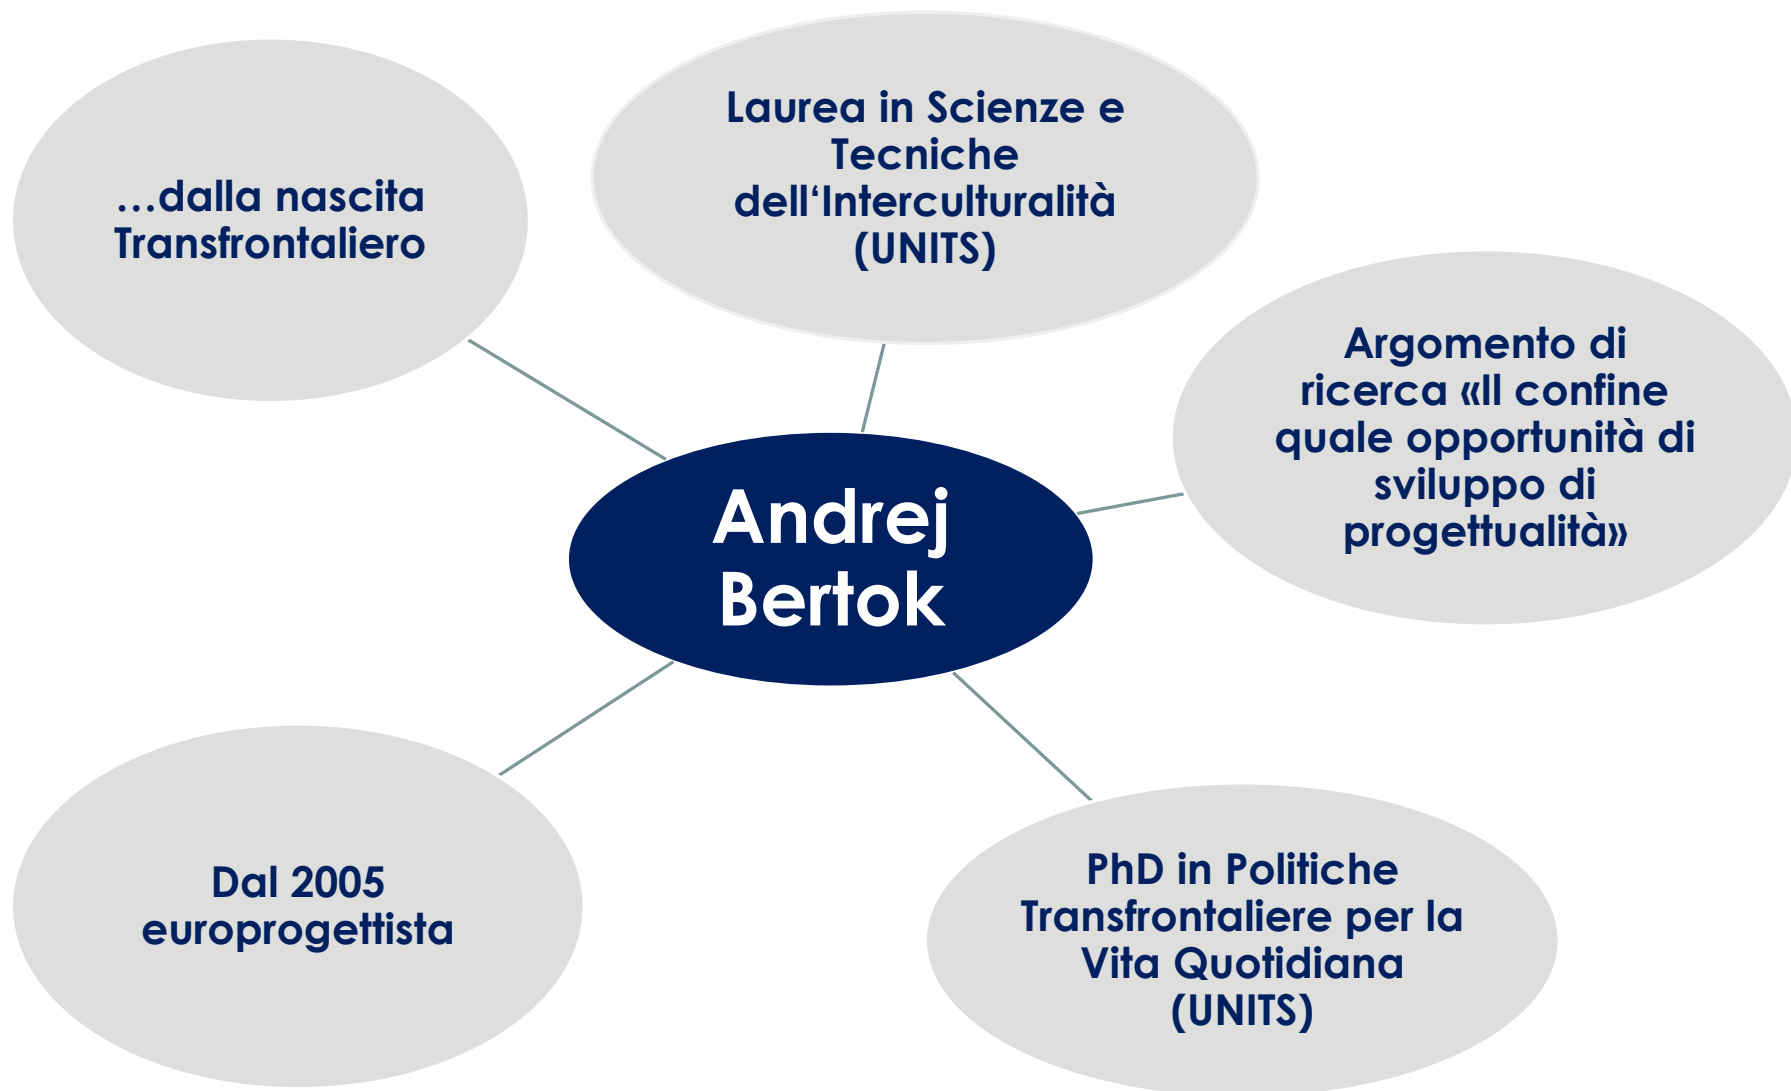 …dalla nascita
Transfrontaliero
Laurea in Scienze e
Tecniche
dell‘Interculturalità
(UNITS)
Argomento di
ricerca «Il confine
quale opportunità di
sviluppo di
progettualità»
Andrej
Bertok
Dal 2005
europrogettista
PhD in Politiche
Transfrontaliere per la
Vita Quotidiana
(UNITS)